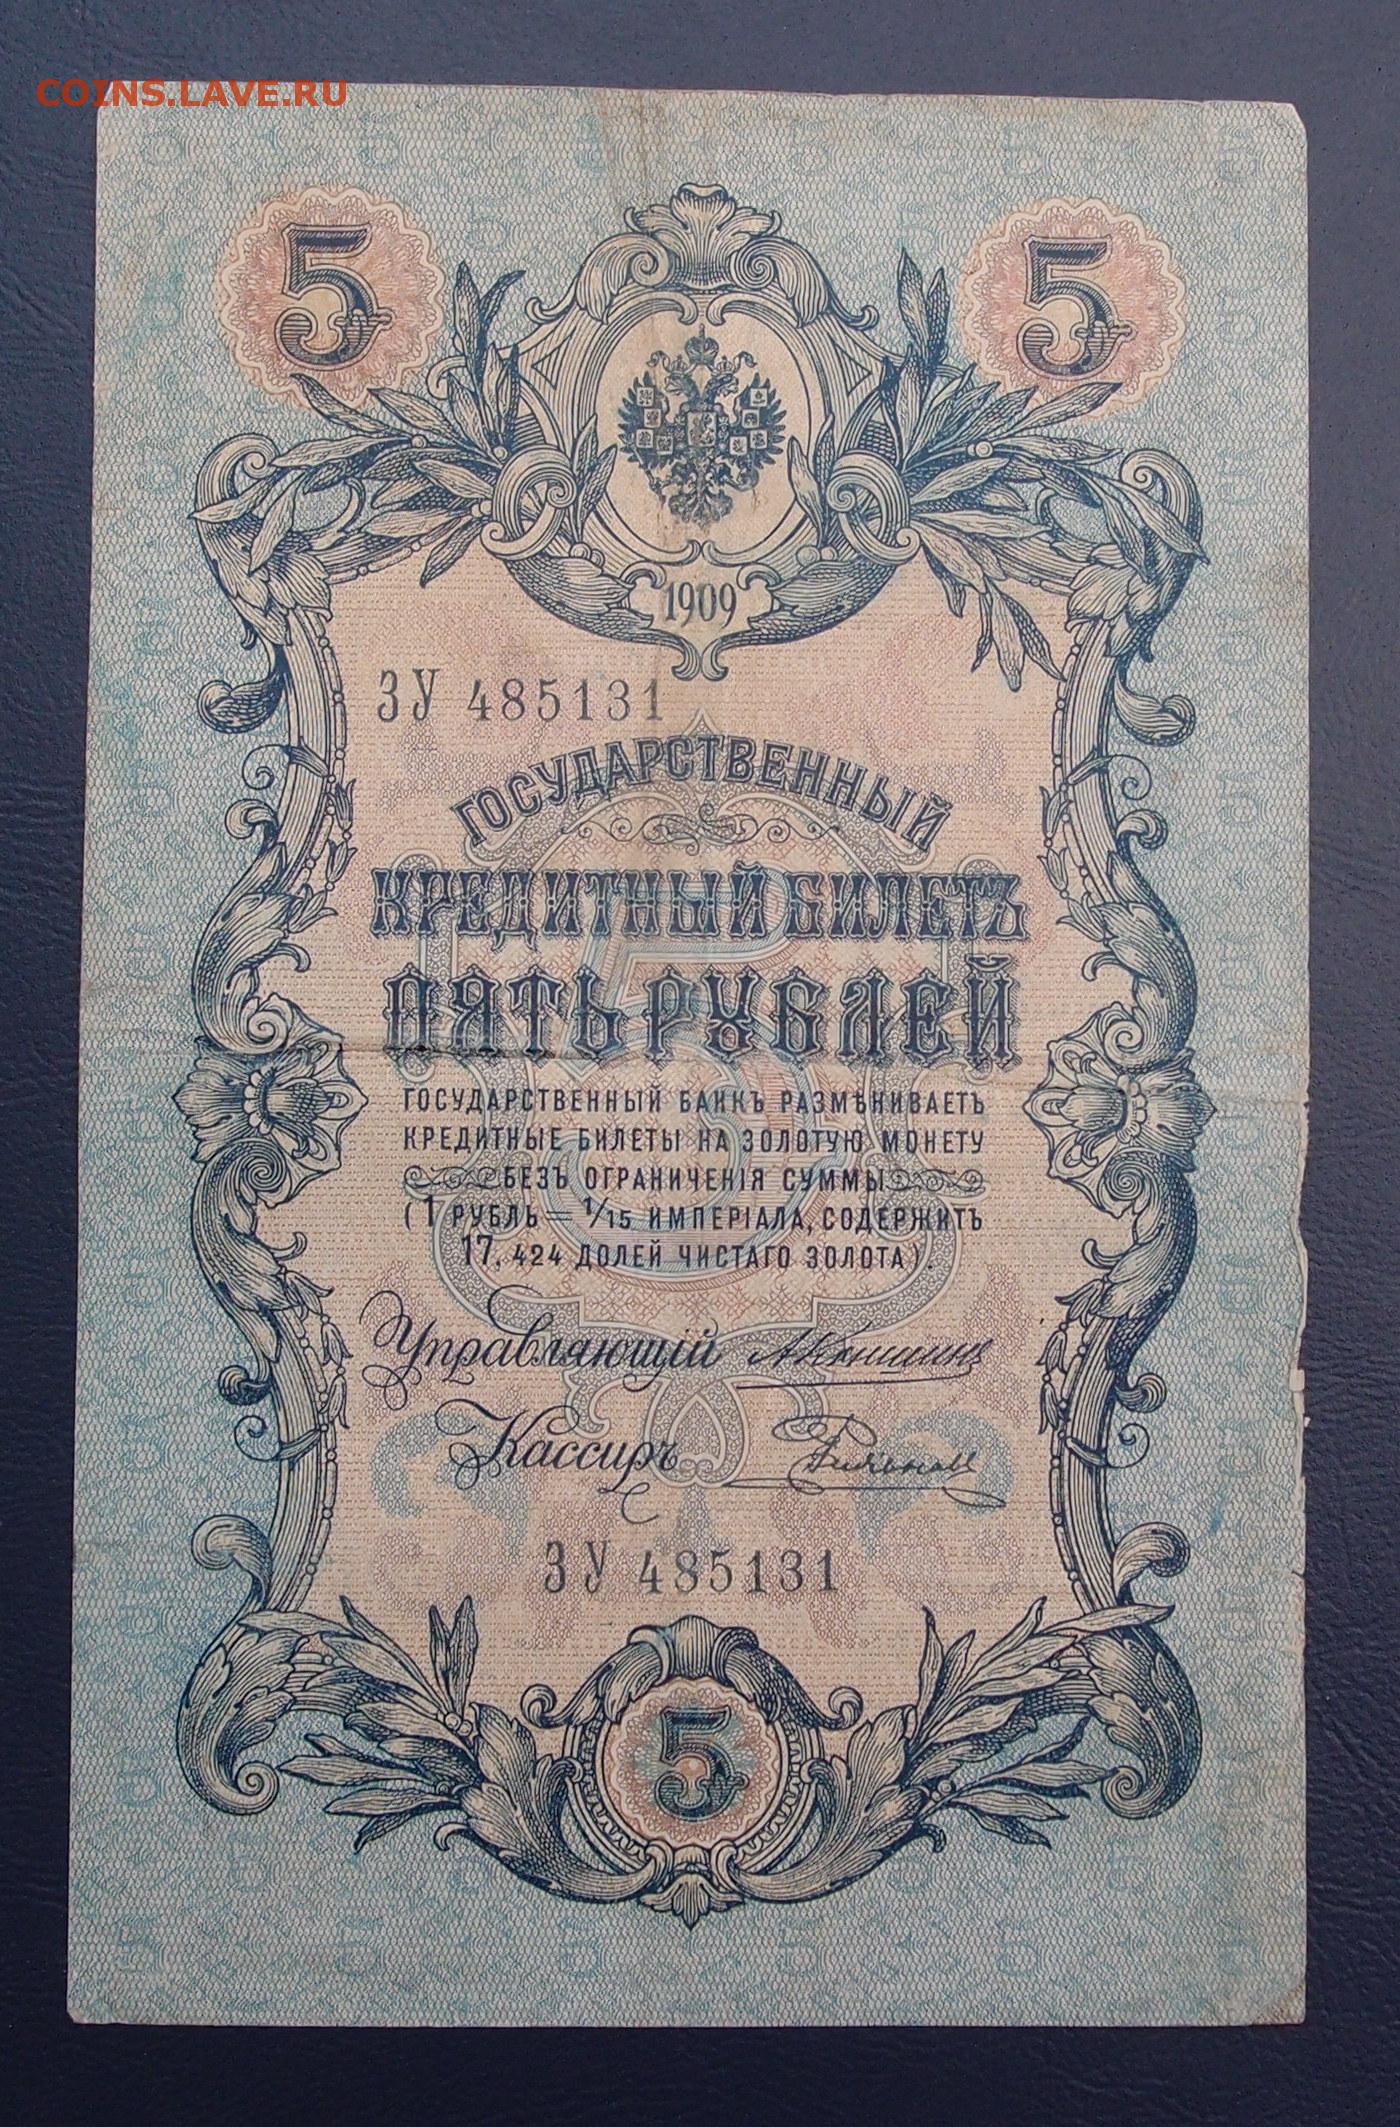 COINS.LAVE.RU
5 5
1909
ЗУ 485131
ГОСУДАРСТВЕННЫЙ
КРЕДИТНЫЙ БИЛЕТЪ
ПЯТЬ РУБЛЕЙ
ГОСУДАРСТВЕННЫЙ БАНКЪ РАЗМѢНИВАЕТЪ
КРЕДИТНЫЕ БИЛЕТЫ НА ЗОЛОТУЮ МОНЕТУ
БЕЗЪ ОГРАНИЧЕНІЯ СУММЫ
(1 РУБЛЬ = 1/15 ИМПЕРІАЛА, СОДЕРЖИТЪ
17,424 ДОЛЕЙ ЧИСТАГО ЗОЛОТА).
Управляющій АКоншинъ
Кассиръ
ЗУ 485131
5